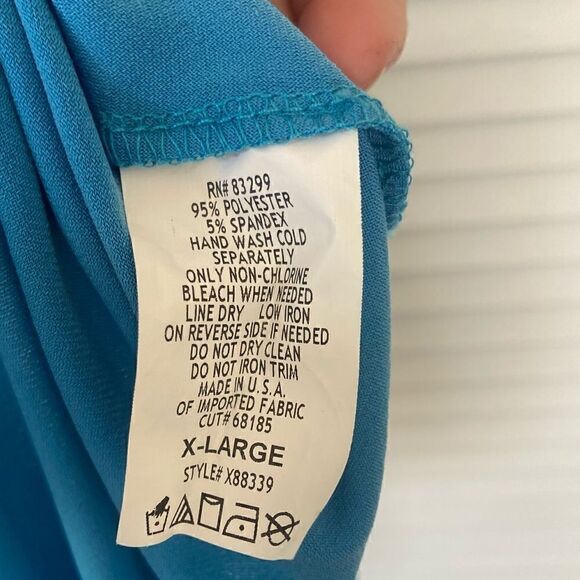 RN# 83299
95% POLYESTER
5% SPANDEX
HAND WASH COLD
SEPARATELY
ONLY NON-CHLORINE
BLEACH WHEN NEEDED
LINE DRY LOW IRON
ON REVERSE SIDE IF NEEDED
DO NOT DRY CLEAN
DO NOT IRON TRIM
MADE IN U.S.A.
OF IMPORTED FABRIC
CUT# 68185
X-LARGE
STYLE# X88339